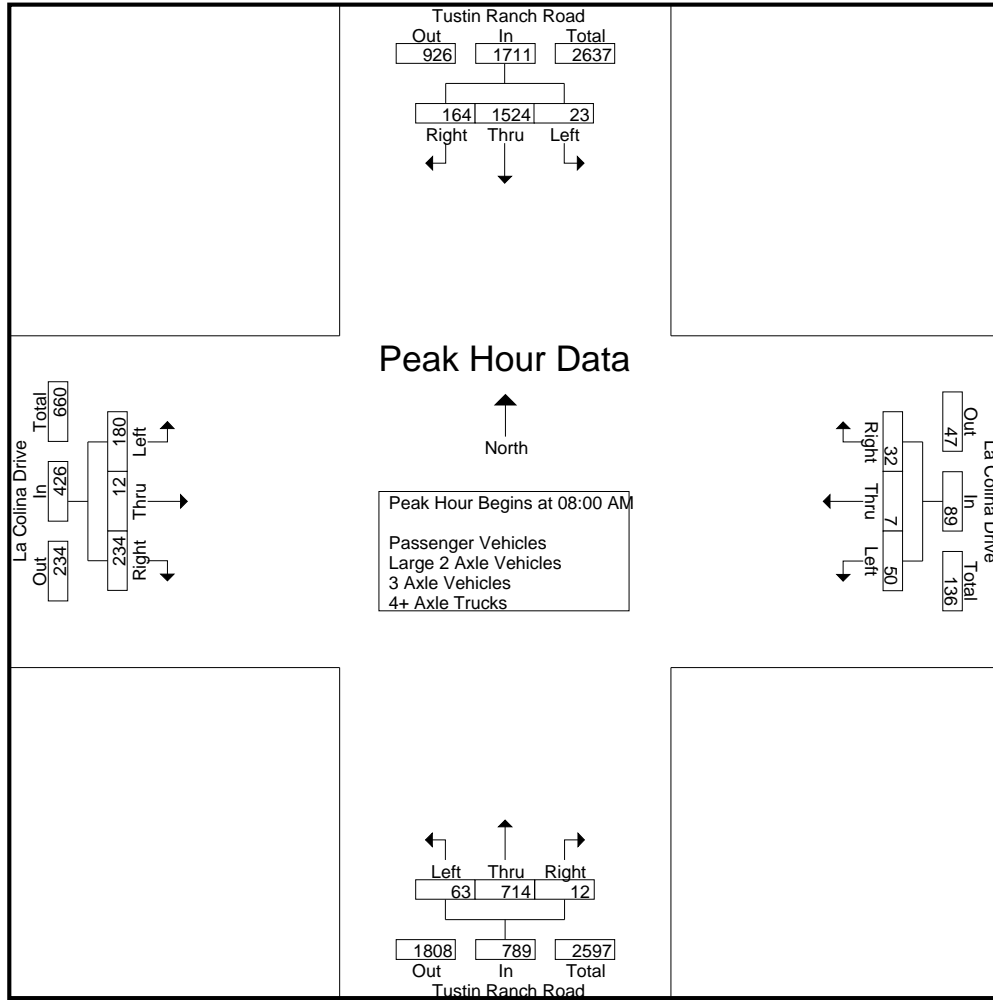 Tustin Ranch Road
Out In Total
926 1711 2637
164 1524 23
Right Thru Left
Peak Hour Data
North
Peak Hour Begins at 08:00 AM
Passenger Vehicles
Large 2 Axle Vehicles
3 Axle Vehicles
4+ Axle Trucks
La Colina Drive
Out In Total
234 426 660
234 12 180
Right Thru Left
La Colina Drive
Out In Total
47 89 136
32 7 50
Right Thru Left
Left Thru Right
63 714 12
1808 789 2597
Out In Total
Tustin Ranch Road